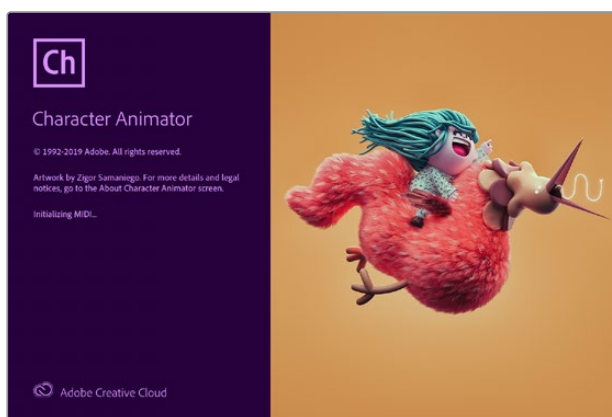 Ch
Character Animator
© 1992-2019 Adobe. All rights reserved.
Artwork by Zigor Samaniego. For more details and legal
notices, go to the About Character Animator screen.
Initializing MIDI...
Adobe Creative Cloud